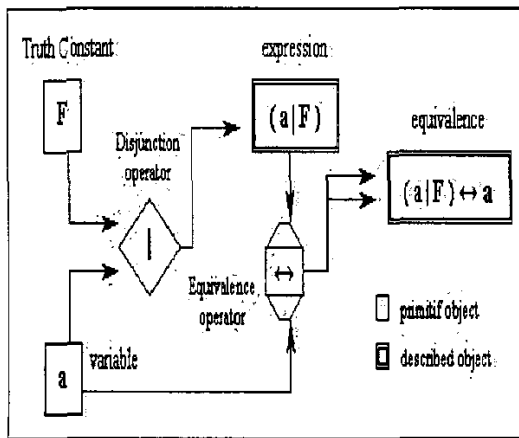 Truth Constant
F
expression
(a|F)
equivalence
(a|F)↔a
Disjunction
operator
|
↔
Equivalence
operator
variable
a
primitif object
described object